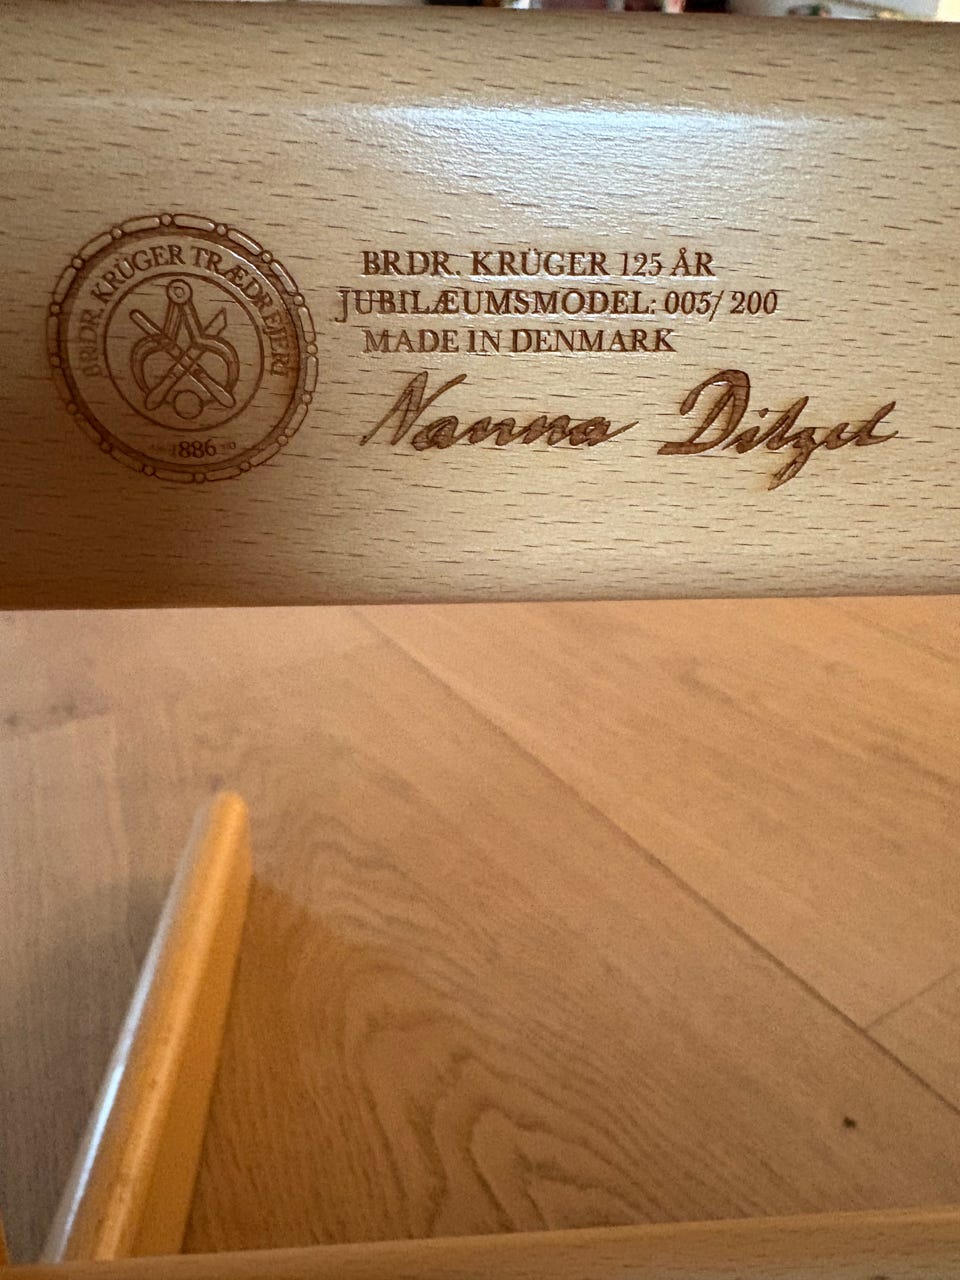 BRDR. KRÜGER TRÆDREJERI
1886
BRDR. KRÜGER 125 ÅR
JUBILÆUMSMODEL: 005/200
MADE IN DENMARK
Nanna Ditzel